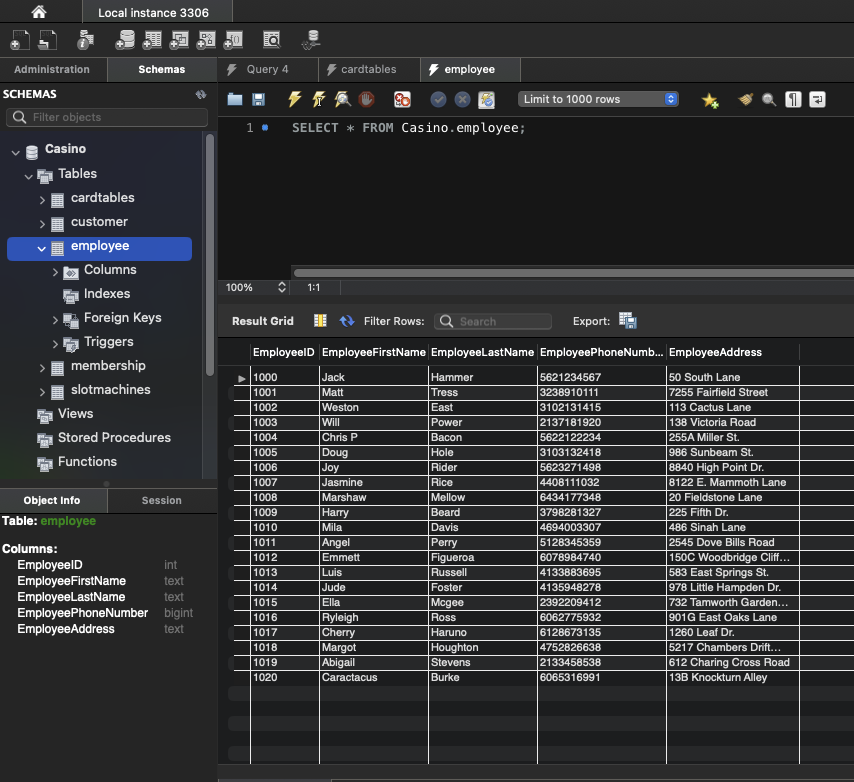 Local instance 3306
Administration Schemas Query 4 cardtables employee
SCHEMAS
Filter objects
Limit to 1000 rows
1 SELECT * FROM Casino.employee;
Casino
Tables
cardtables
customer
employee
Columns
Indexes
Foreign Keys
Triggers
membership
slotmachines
Views
Stored Procedures
Functions
100% 1:1
Result Grid Filter Rows: Search Export:
EmployeeID EmployeeFirstName EmployeeLastName EmployeePhoneNumb... EmployeeAddress
1000 Jack Hammer 5621234567 50 South Lane
1001 Matt Tress 3238910111 7255 Fairfield Street
1002 Weston East 3102131415 113 Cactus Lane
1003 Will Power 2137181920 138 Victoria Road
1004 Chris P Bacon 5622122234 255A Miller St.
1005 Doug Hole 3103132418 986 Sunbeam St.
1006 Joy Rider 5623271498 8840 High Point Dr.
1007 Jasmine Rice 4408111032 8122 E. Mammoth Lane
1008 Marshaw Mellow 6434177348 20 Fieldstone Lane
1009 Harry Beard 3798281327 225 Fifth Dr.
1010 Mila Davis 4694003307 486 Sinah Lane
1011 Angel Perry 5128345359 2545 Dove Bills Road
1012 Emmett Figueroa 6078984740 150C Woodbridge Cliff...
1013 Luis Russell 4133883695 583 East Springs St.
1014 Jude Foster 4135948278 978 Little Hampden Dr.
1015 Ella Mcgee 2392209412 732 Tamworth Garden...
1016 Ryleigh Ross 6062775932 901G East Oaks Lane
1017 Cherry Haruno 6128673135 1260 Leaf Dr.
1018 Margot Houghton 4752826638 5217 Chambers Drift...
1019 Abigail Stevens 2133458538 612 Charing Cross Road
1020 Caractacus Burke 6065316991 13B Knockturn Alley
Object Info Session
Table: employee
Columns:
EmployeeID int
EmployeeFirstName text
EmployeeLastName text
EmployeePhoneNumber bigint
EmployeeAddress text